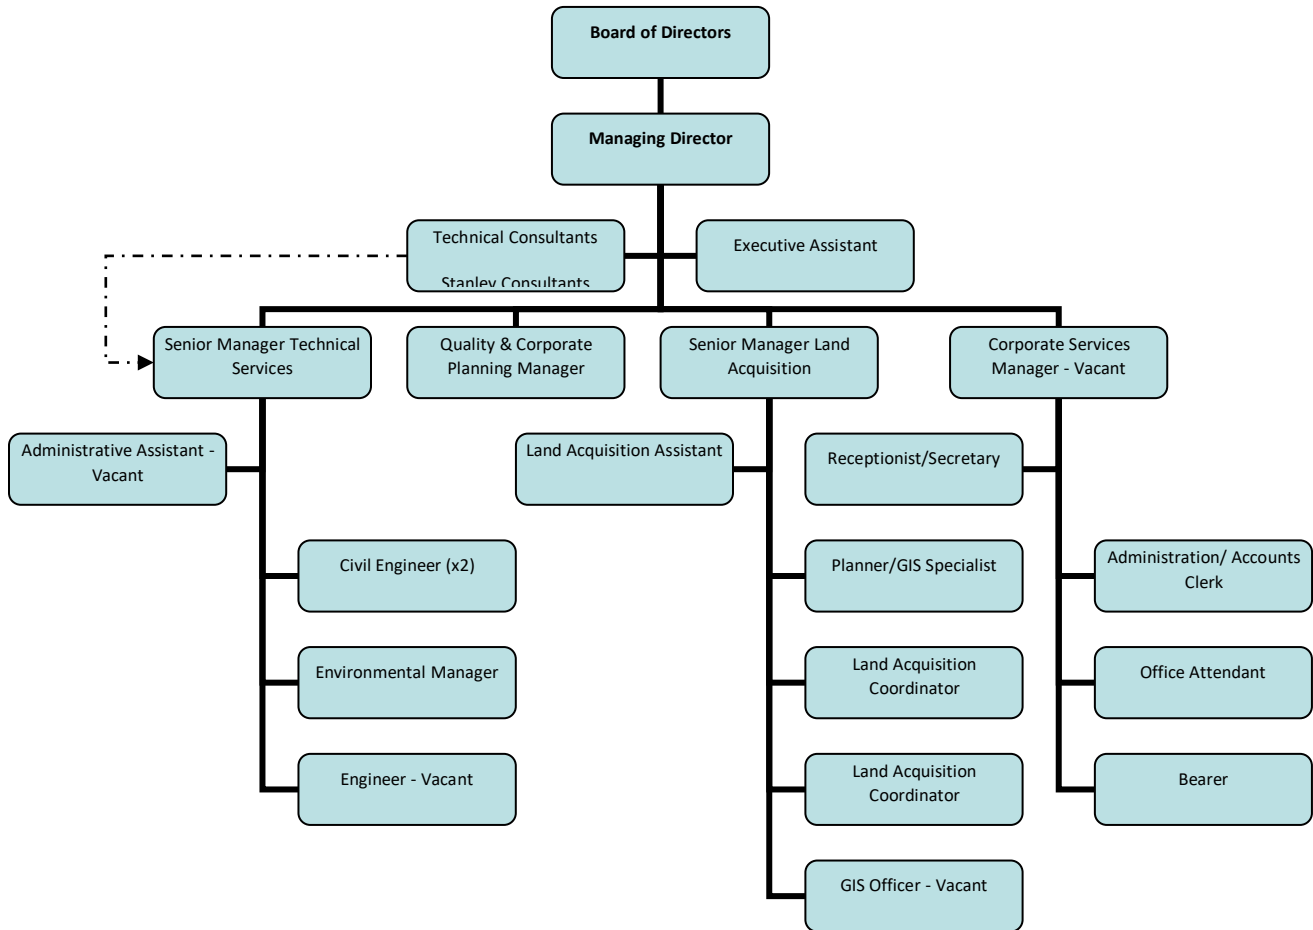 Board of Directors
Managing Director
Technical Consultants
Stanley Consultants
Executive Assistant
Senior Manager Technical
Services
Quality & Corporate
Planning Manager
Senior Manager Land
Acquisition
Corporate Services
Manager - Vacant
Administrative Assistant -
Vacant
Land Acquisition Assistant
Receptionist/Secretary
Civil Engineer (x2)
Planner/GIS Specialist
Administration/ Accounts
Clerk
Environmental Manager
Land Acquisition
Coordinator
Office Attendant
Engineer - Vacant
Land Acquisition
Coordinator
Bearer
GIS Officer - Vacant